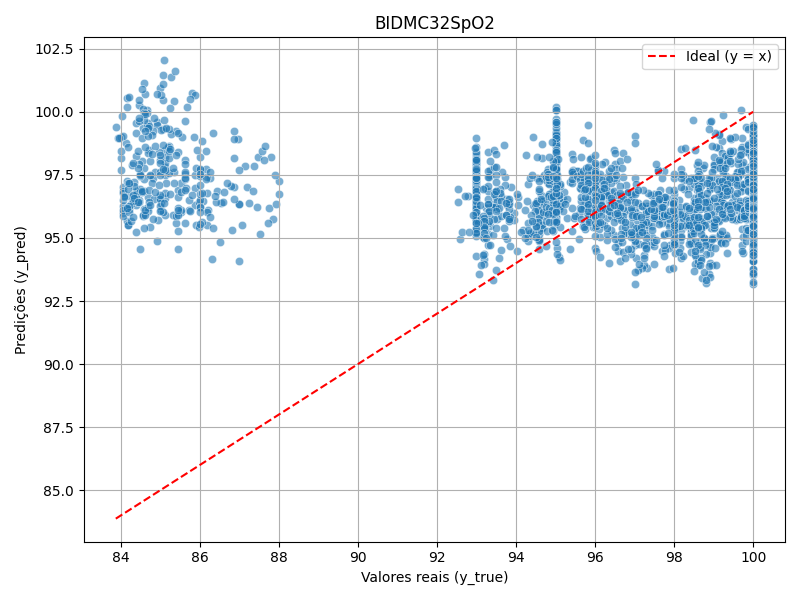 BIDMC32SpO2
Ideal (y = x)
Predições (y_pred)
102.5
100.0
97.5
95.0
92.5
90.0
87.5
85.0
84 86 88 90 92 94 96 98 100
Valores reais (y_true)